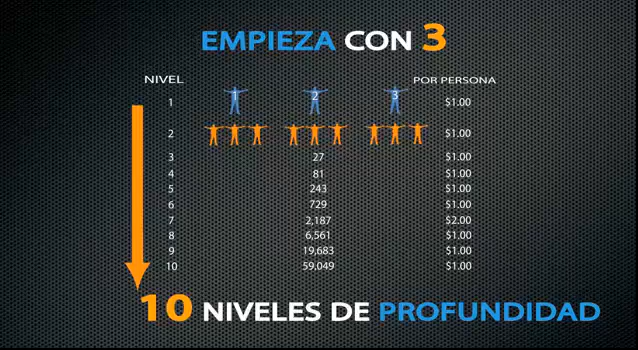 EMPIEZA CON 3
NIVEL POR PERSONA
1 1 2 3 $1.00
2 $1.00
3 27 $1.00
4 81 $1.00
5 243 $1.00
6 729 $1.00
7 2,187 $2.00
8 6,561 $1.00
9 19,683 $1.00
10 59,049 $1.00
10 NIVELES DE PROFUNDIDAD